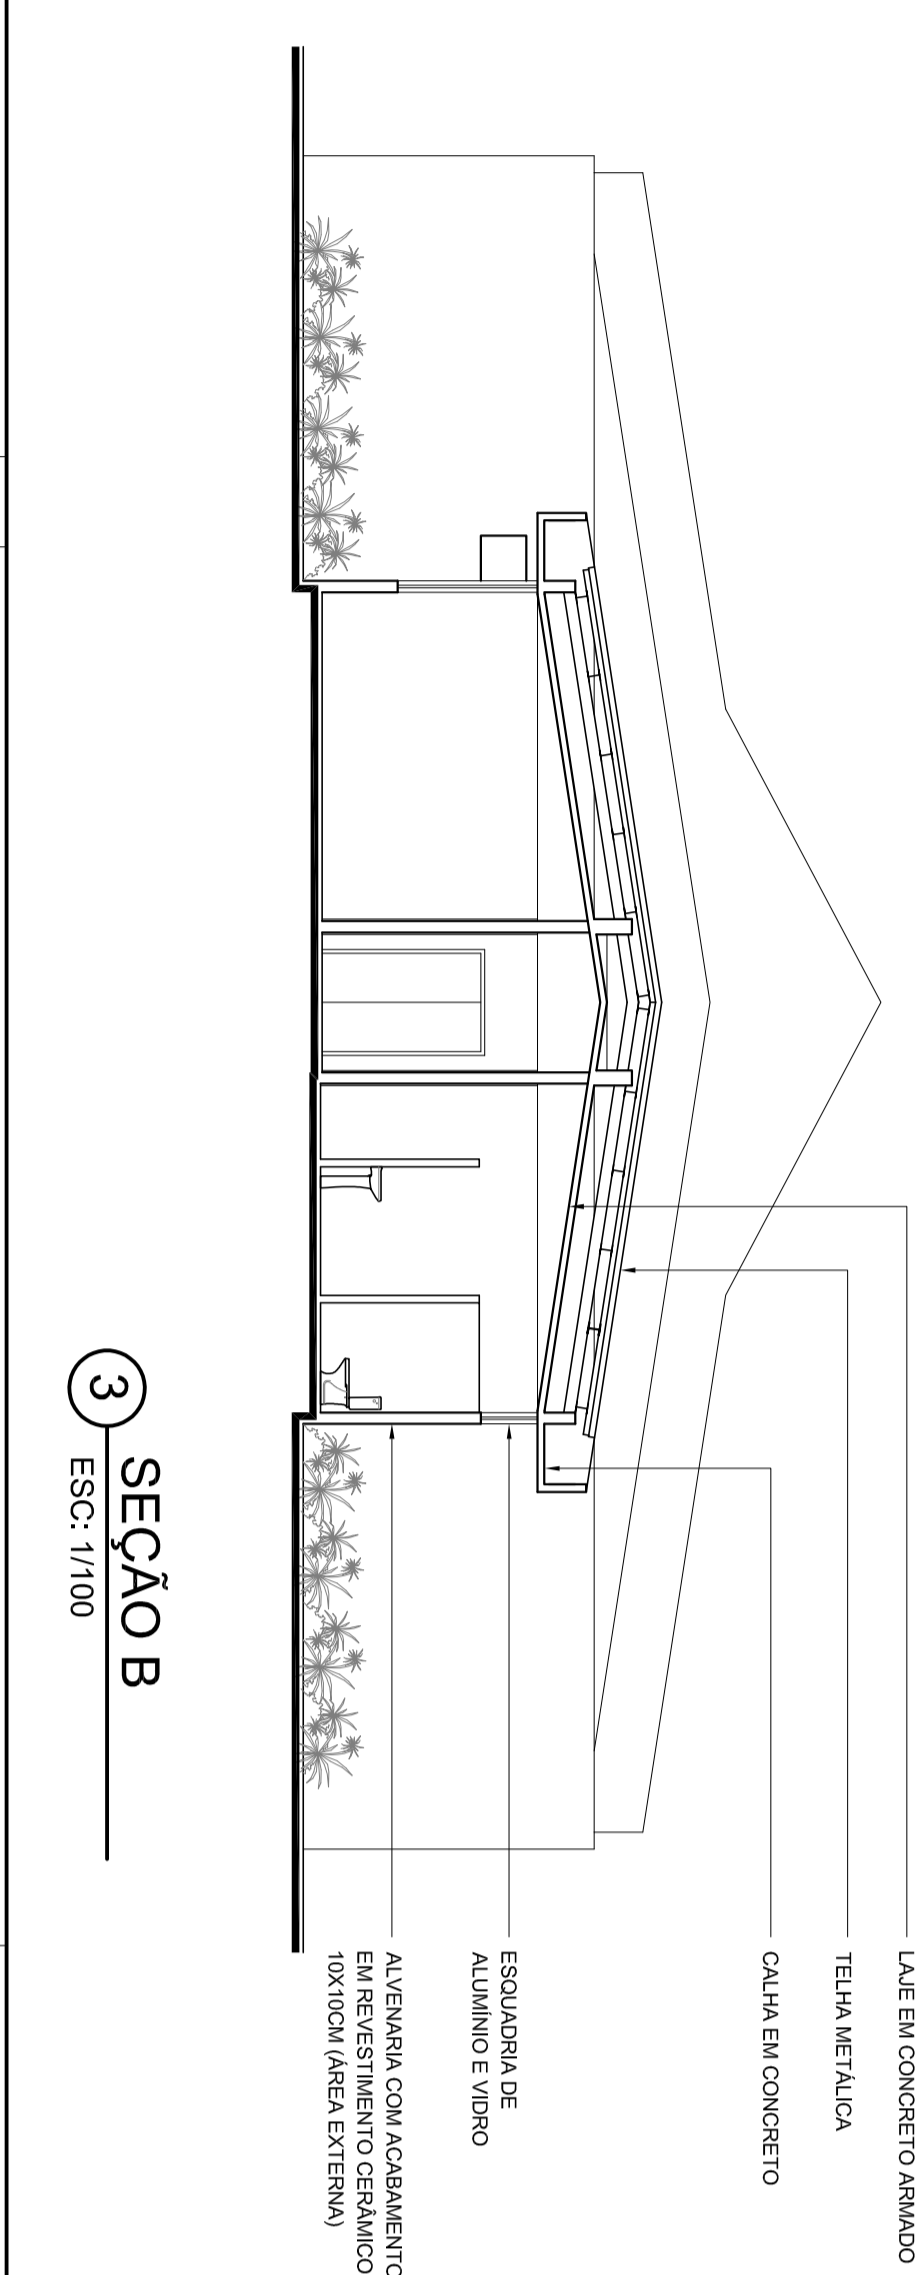 LAJE EM CONCRETO ARMADO
TELHA METÁLICA
CALHA EM CONCRETO
ESQUADRIA DE
ALUMÍNIO E VIDRO
ALVENARIA COM ACABAMENTO
EM REVESTIMENTO CERÂMICO
10X10CM (ÁREA EXTERNA)
3
SEÇÃO B
ESC: 1/100